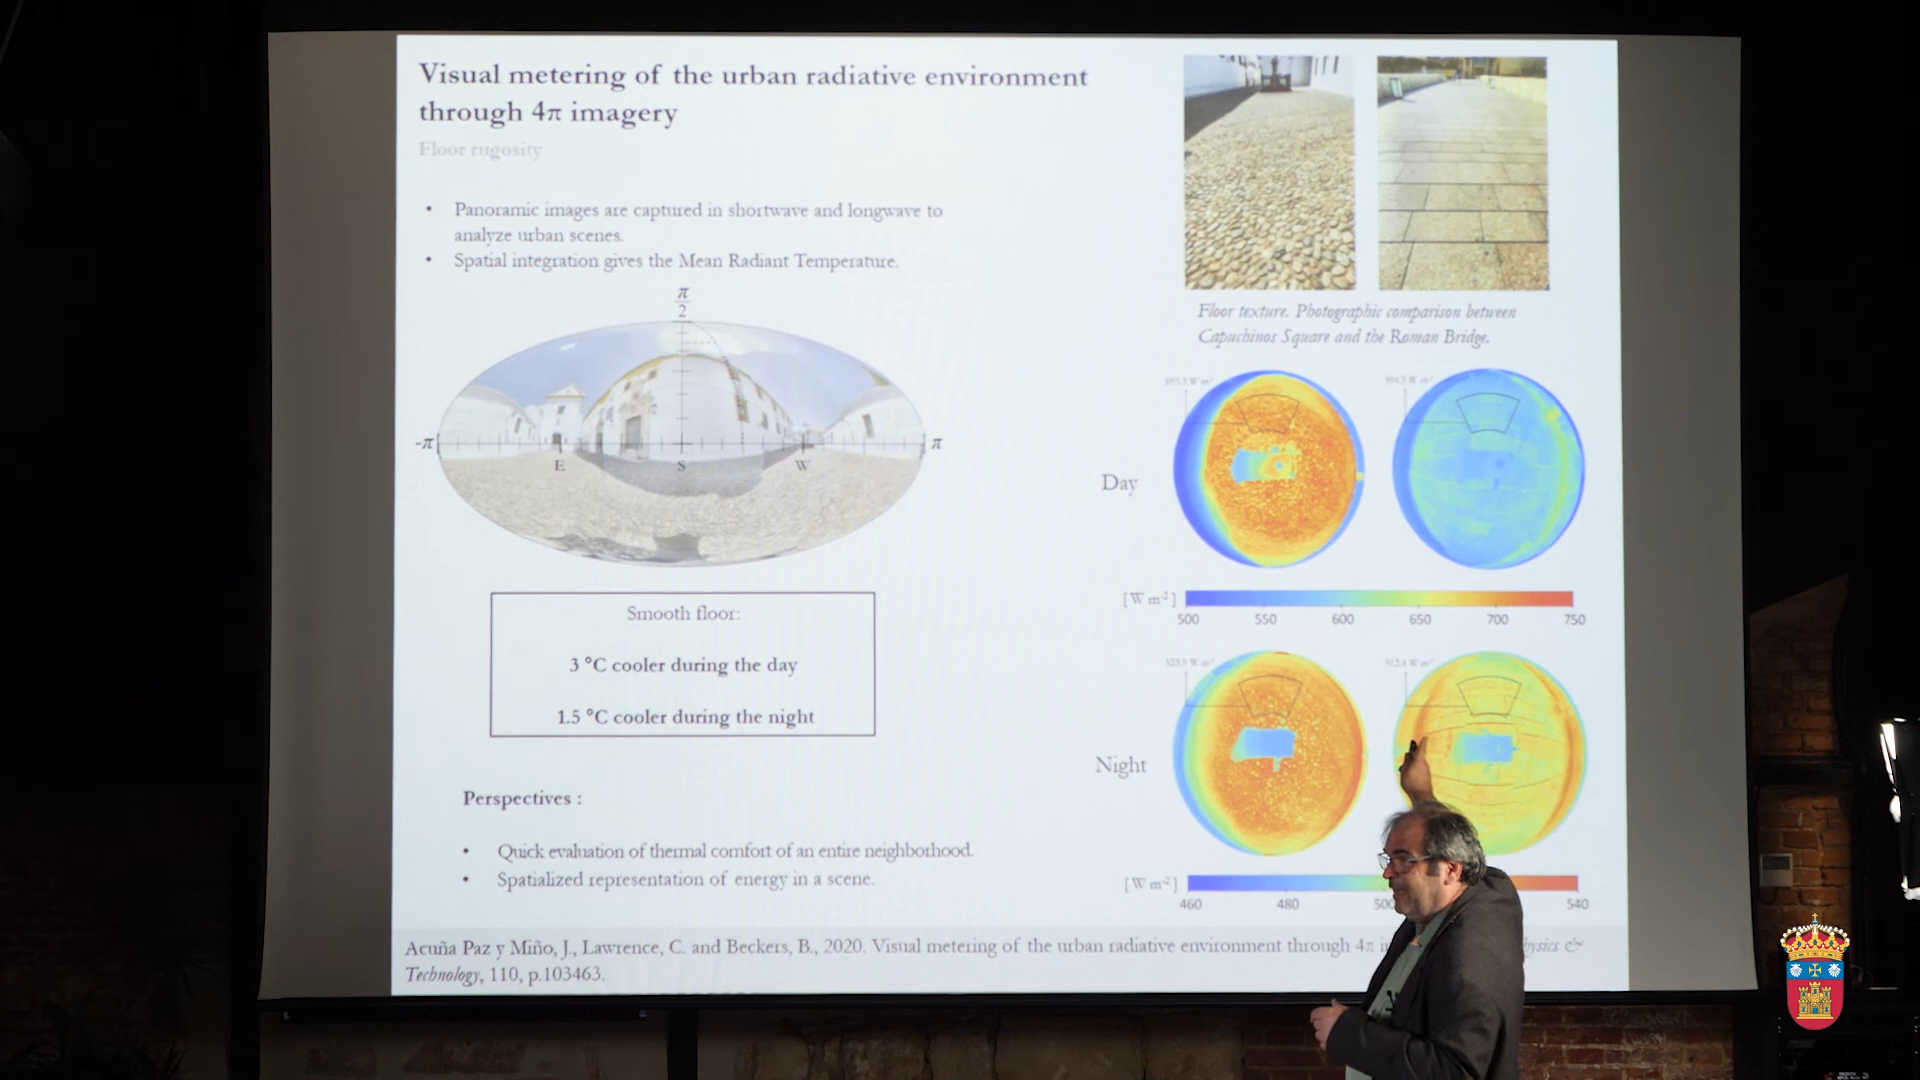 Visual metering of the urban radiative environment
through 4π imagery
Floor rugosity
• Panoramic images are captured in shortwave and longwave to
analyze urban scenes.
• Spatial integration gives the Mean Radiant Temperature.
π
2
-π
π
E
S
W
Smooth floor:
3 °C cooler during the day
1.5 °C cooler during the night
Perspectives :
• Quick evaluation of thermal comfort of an entire neighborhood.
• Spatialized representation of energy in a scene.
Floor texture. Photographic comparison between
Capuchinos Square and the Roman Bridge.
Day
[W m-2]
500 550 600 650 700 750
Night
[W m-2]
460 480 540
Acuña Paz y Miño, J., Lawrence, C. and Beckers, B., 2020. Visual metering of the urban radiative environment through 4π
Technology, 110, p.103463.